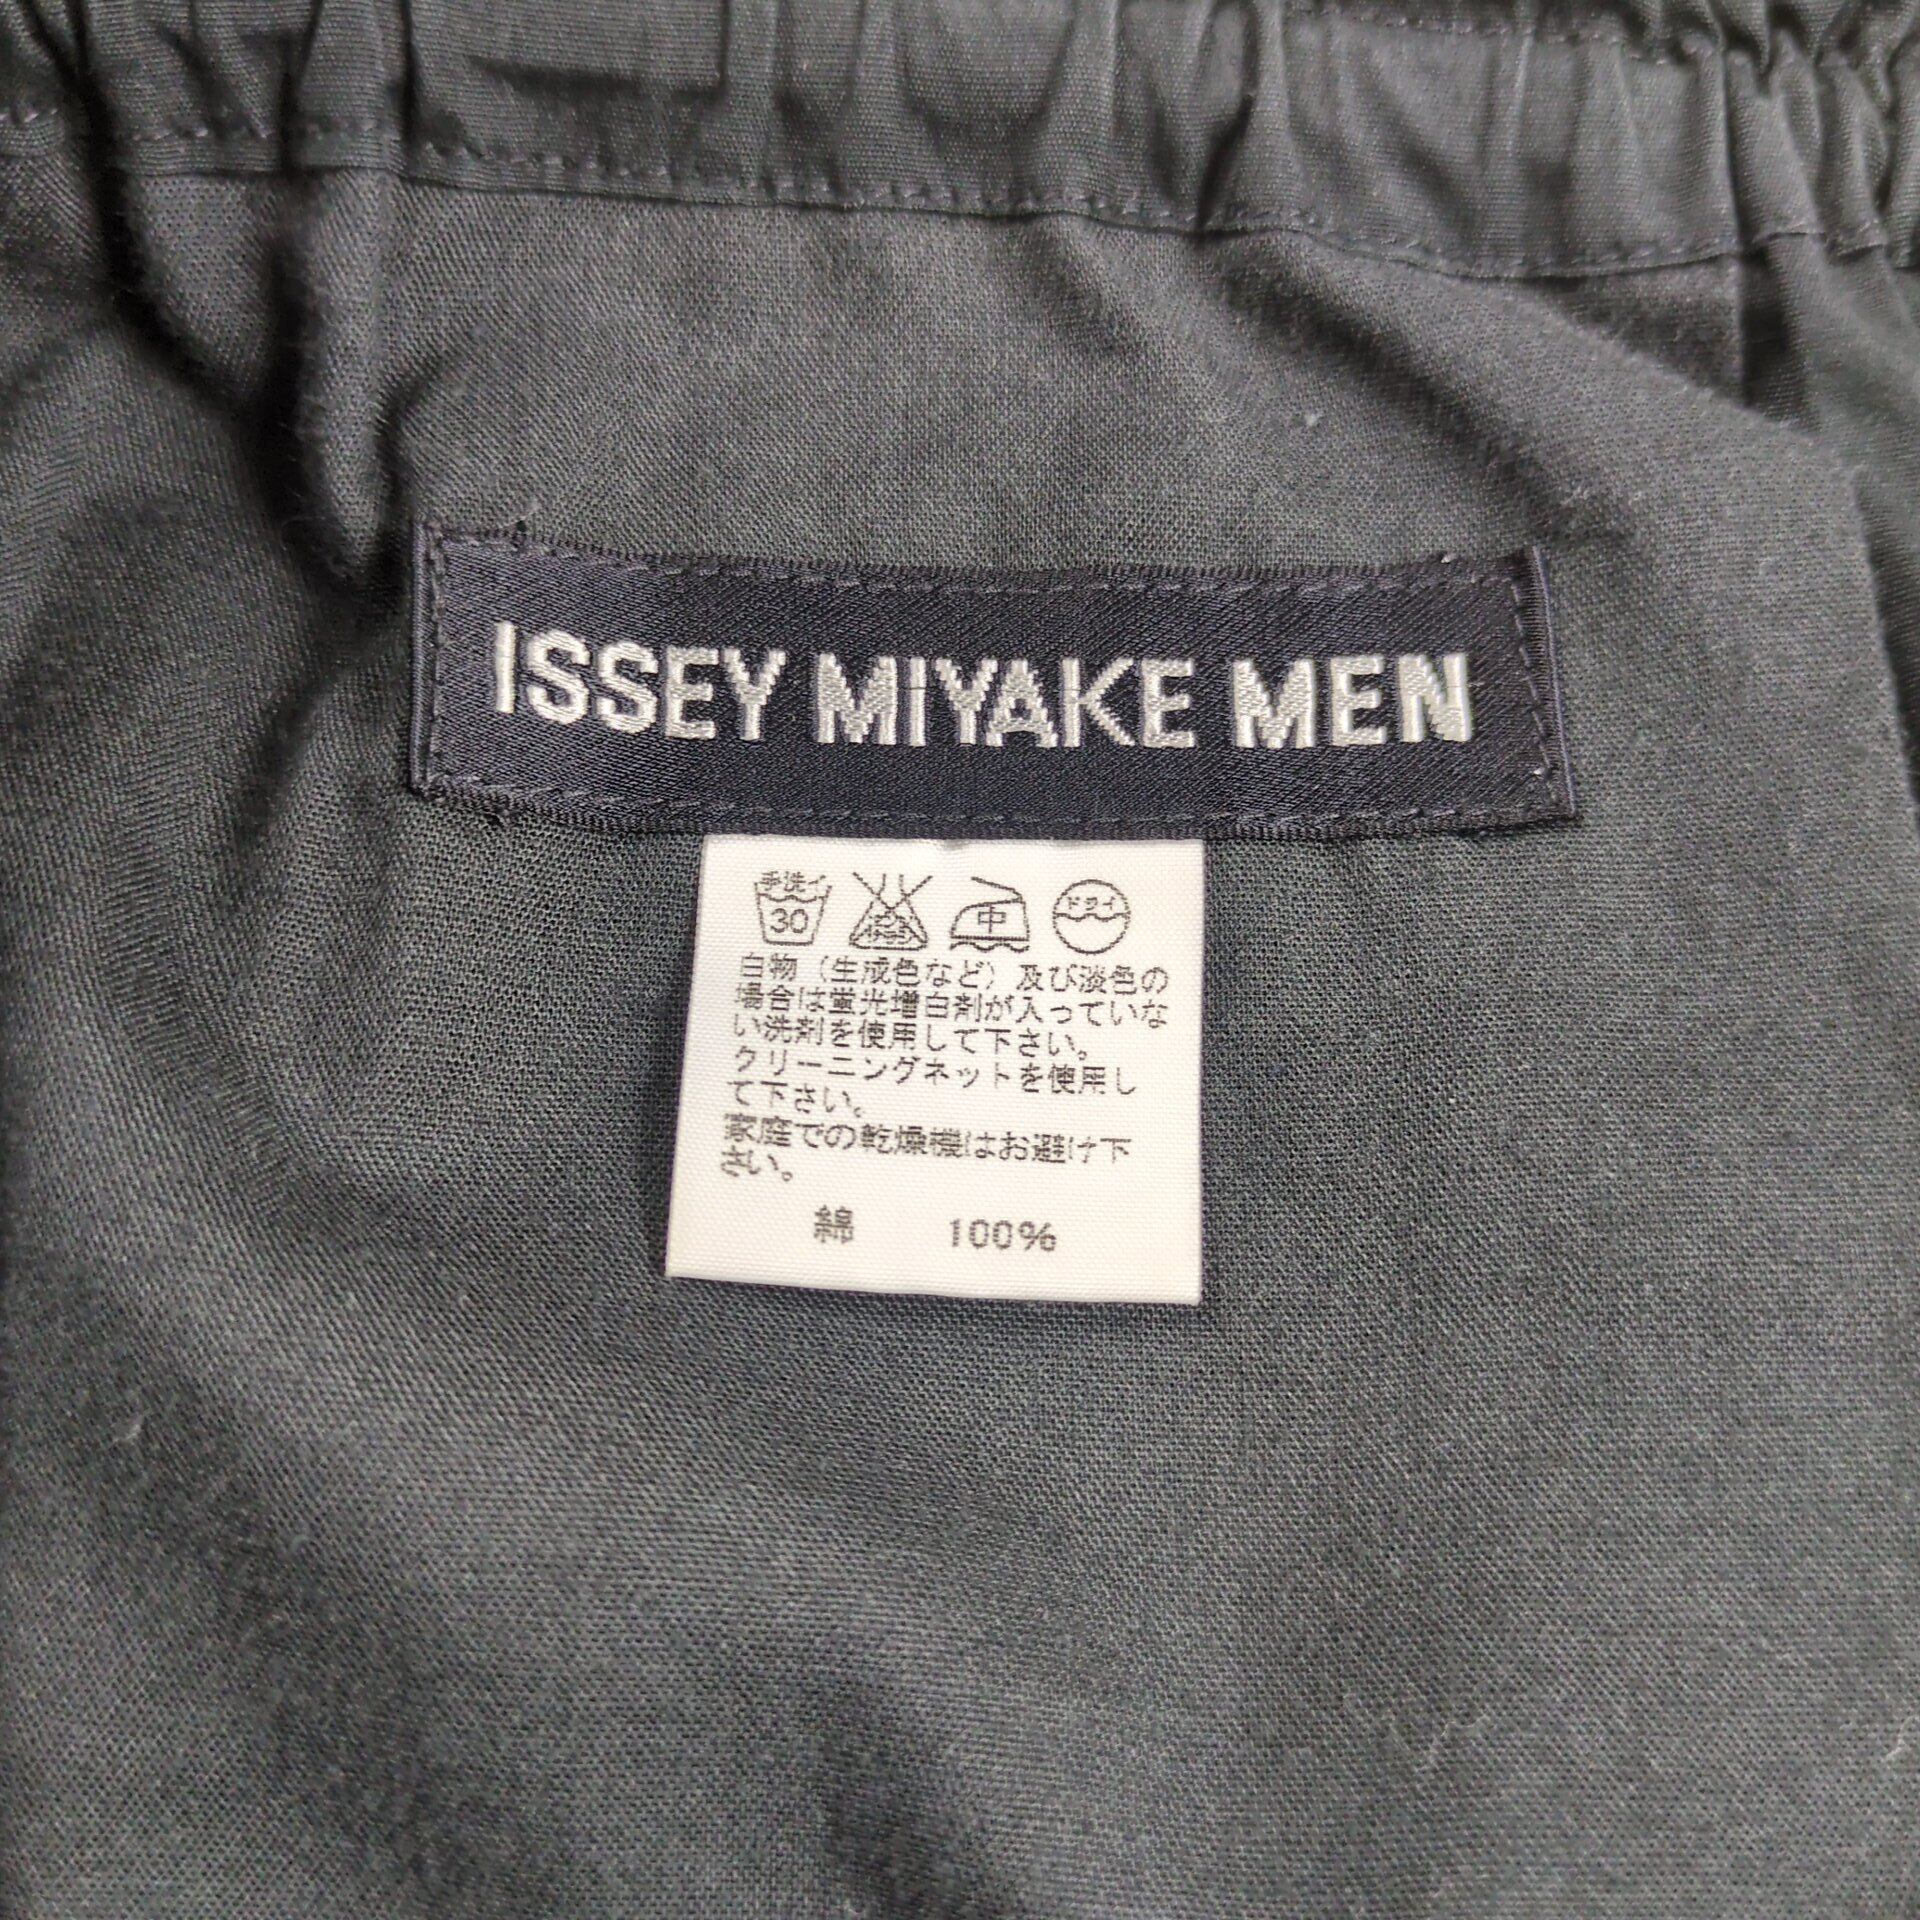 ISSEY MIYAKE MEN
手洗イ 30 中 ドライ
白物（生成色など）及び淡色の
場合は蛍光増白剤が入っていな
い洗剤を使用して下さい。
クリーニングネットを使用し
て下さい。
家庭での乾燥機はお避け下
さい。
綿 100%